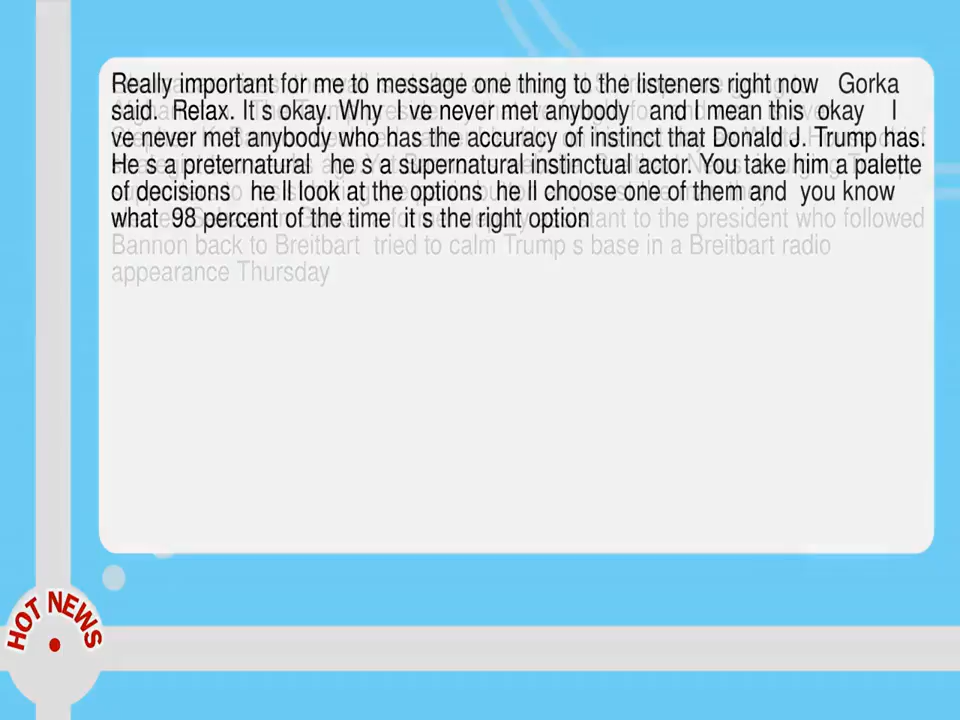 Really important for me to message one thing to the listeners right now Gorka
said. Relax. It s okay. Why I ve never met anybody and I mean this okay I
ve never met anybody who has the accuracy of instinct that Donald J. Trump has.
He s a preternatural he s a supernatural instinctual actor. You take him a palette
of decisions he ll look at the options he ll choose one of them and you know
what 98 percent of the time it s the right option
to the president who followed
Bannon back to Breitbart tried to calm Trump s base in a Breitbart radio
appearance Thursday
HOT NEWS